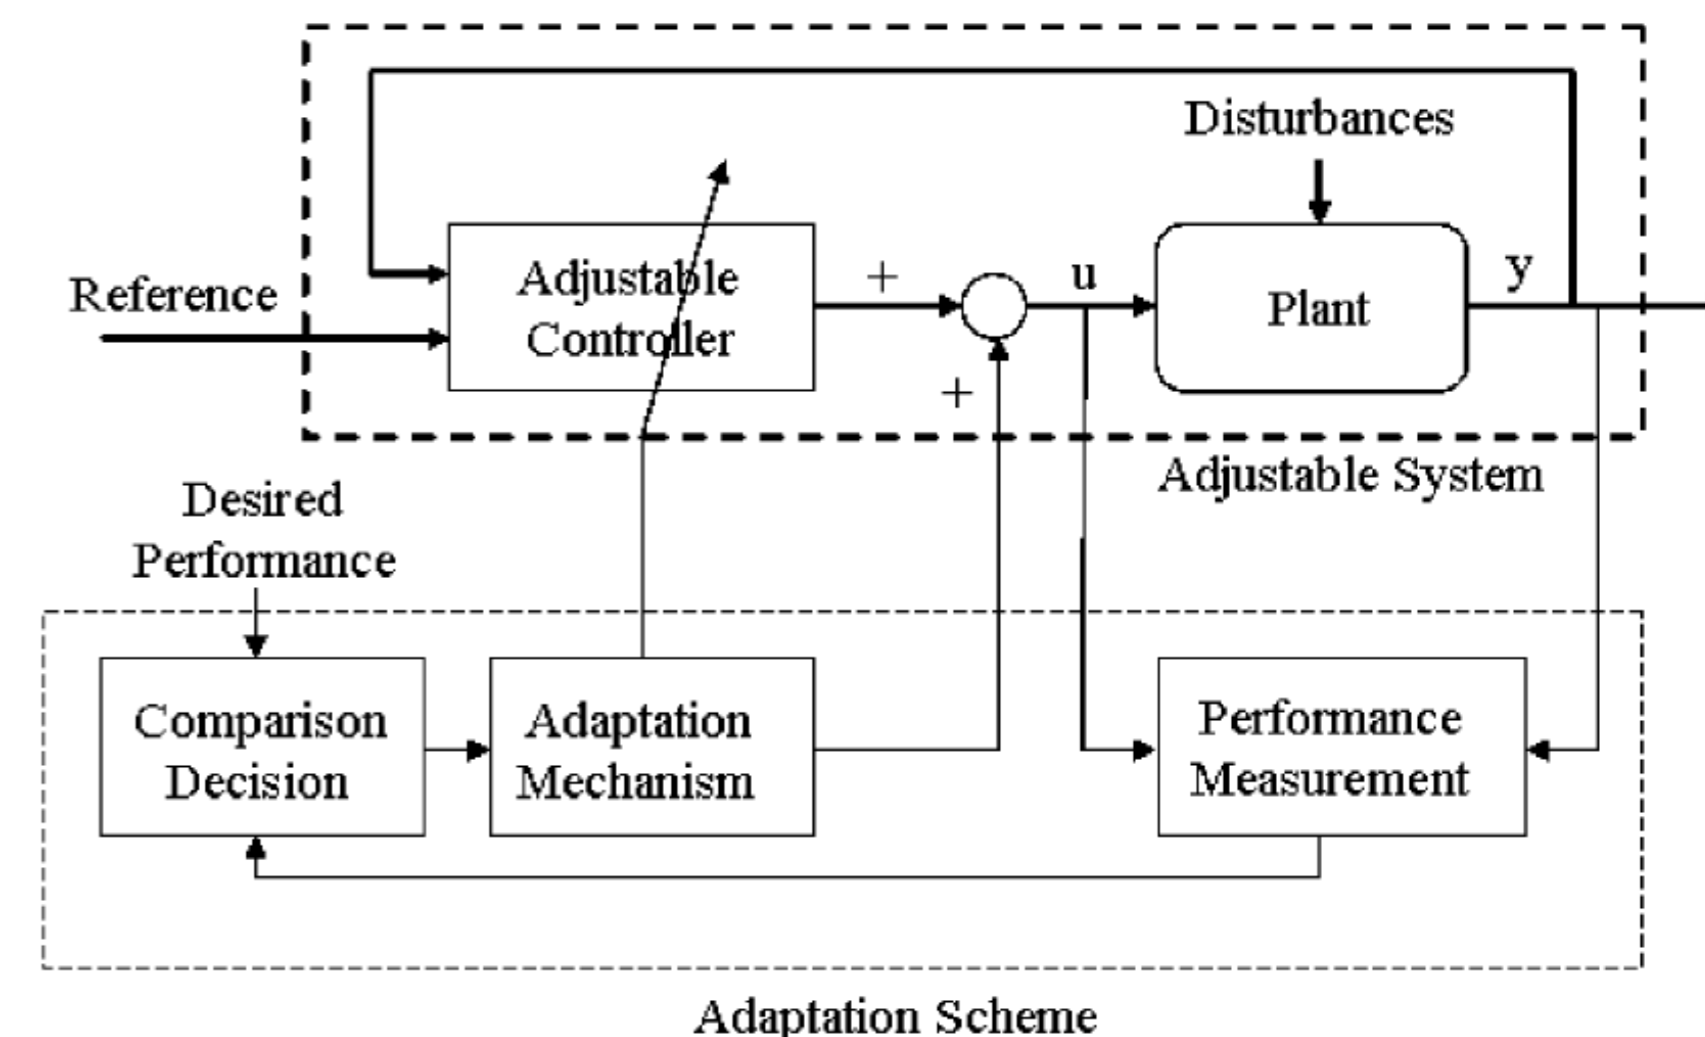 Disturbances
Reference
Adjustable
Controller
+
u
Plant
y
+
Adjustable System
Desired
Performance
Comparison
Decision
Adaptation
Mechanism
Performance
Measurement
Adaptation Scheme